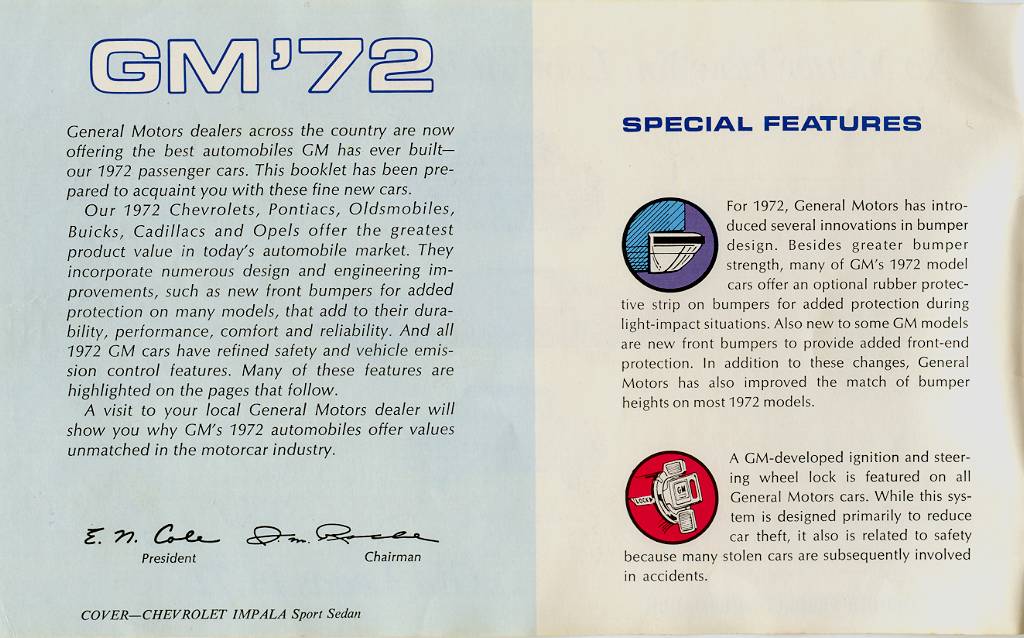 GM'72
General Motors dealers across the country are now
offering the best automobiles GM has ever built—
our 1972 passenger cars. This booklet has been pre-
pared to acquaint you with these fine new cars.
Our 1972 Chevrolets, Pontiacs, Oldsmobiles,
Buicks, Cadillacs and Opels offer the greatest
product value in today's automobile market. They
incorporate numerous design and engineering im-
provements, such as new front bumpers for added
protection on many models, that add to their dura-
bility, performance, comfort and reliability. And all
1972 GM cars have refined safety and vehicle emis-
sion control features. Many of these features are
highlighted on the pages that follow.
A visit to your local General Motors dealer will
show you why GM's 1972 automobiles offer values
unmatched in the motorcar industry.
E. N. Cole
President
Chairman
COVER—CHEVROLET IMPALA Sport Sedan
SPECIAL FEATURES
For 1972, General Motors has intro-
duced several innovations in bumper
design. Besides greater bumper
strength, many of GM's 1972 model
cars offer an optional rubber protec-
tive strip on bumpers for added protection during
light-impact situations. Also new to some GM models
are new front bumpers to provide added front-end
protection. In addition to these changes, General
Motors has also improved the match of bumper
heights on most 1972 models.
LOCK
GM
A GM-developed ignition and steer-
ing wheel lock is featured on all
General Motors cars. While this sys-
tem is designed primarily to reduce
car theft, it also is related to safety
because many stolen cars are subsequently involved
in accidents.